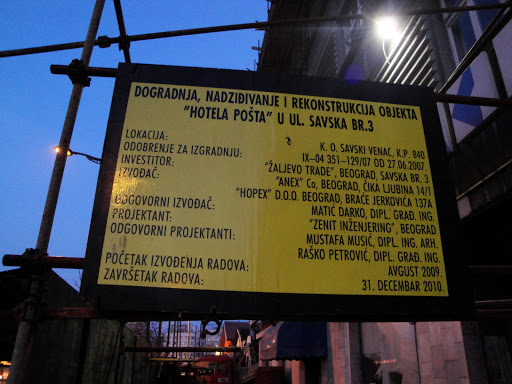 DOGRADNJA, NADZIĐIVANJE I REKONSTRUKCIJA OBJEKTA
"HOTELA POŠTA" U UL. SAVSKA BR.3
LOKACIJA: K. O. SAVSKI VENAC, K.P. 840
ODOBRENJE ZA IZGRADNJU: IX-04 351-129/07 OD 27.06.2007.
INVESTITOR: "ŽALJEVO TRADE", BEOGRAD, SAVSKA BR. 3
IZVOĐAČ: "ANEX" Co, BEOGRAD, ČIKA LJUBINA 14/1
"HOPEX" D.O.O. BEOGRAD, BRAĆE JERKOVIĆA 137A
ODGOVORNI IZVOĐAČ: MATIĆ DARKO, DIPL. GRAĐ. ING.
PROJEKTANT: "ZENIT INŽENJERING", BEOGRAD
ODGOVORNI PROJEKTANTI: MUSTAFA MUSIĆ, DIPL. ING. ARH.
RAŠKO PETROVIĆ, DIPL. GRAĐ. ING.
POČETAK IZVOĐENJA RADOVA: AVGUST 2009.
ZAVRŠETAK RADOVA: 31. DECEMBAR 2010.